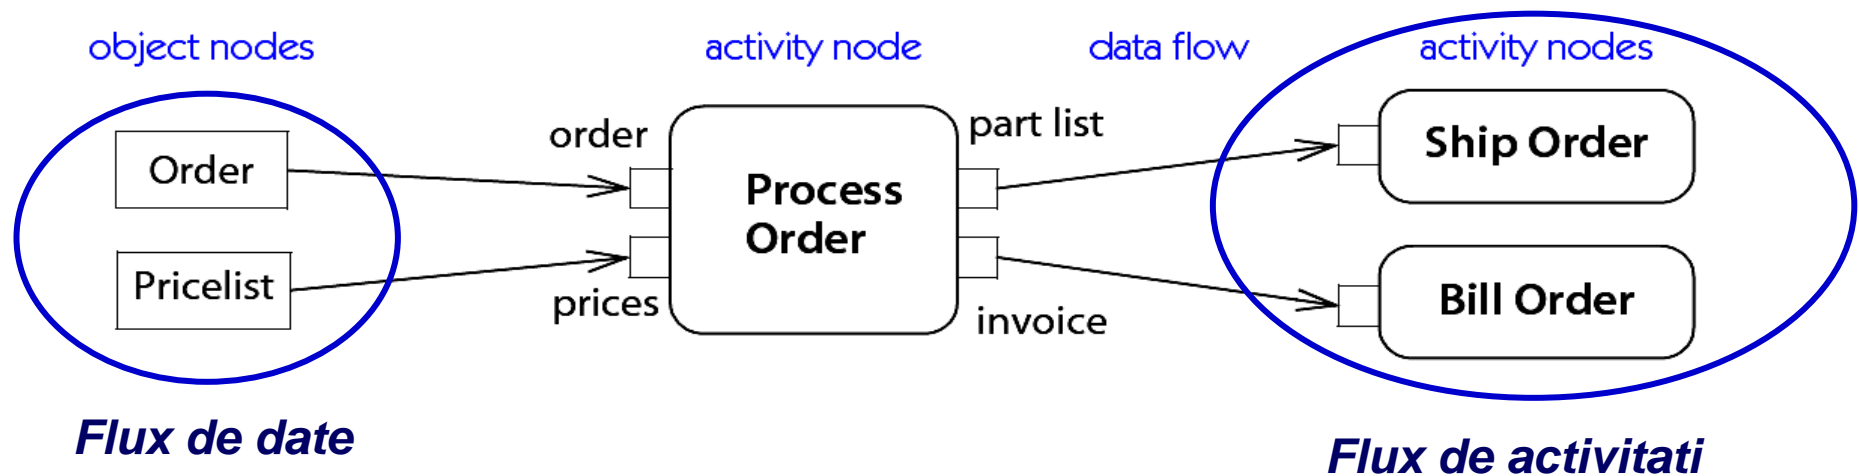 object nodes
activity node
data flow
activity nodes
order
part list
Order
Process
Order
Ship Order
Pricelist
prices
invoice
Bill Order
Flux de date
Flux de activitati